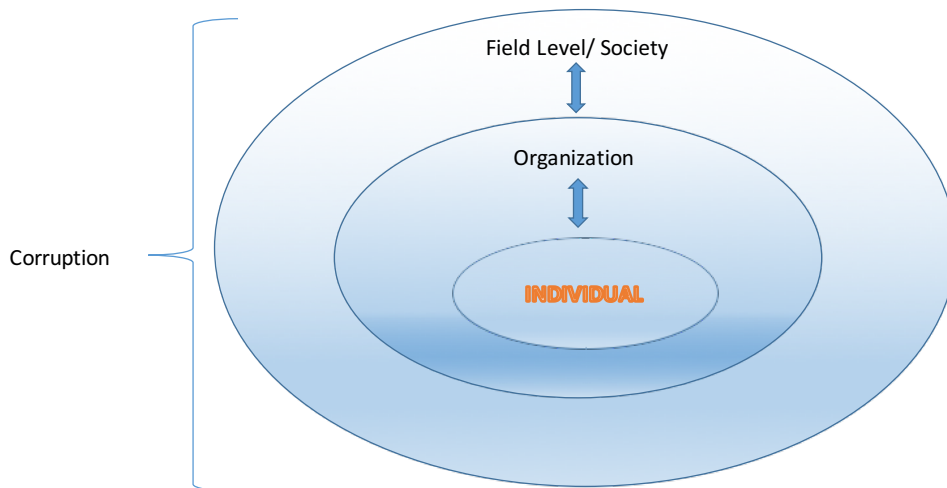 Field Level/ Society
Organization
Corruption
INDIVIDUAL